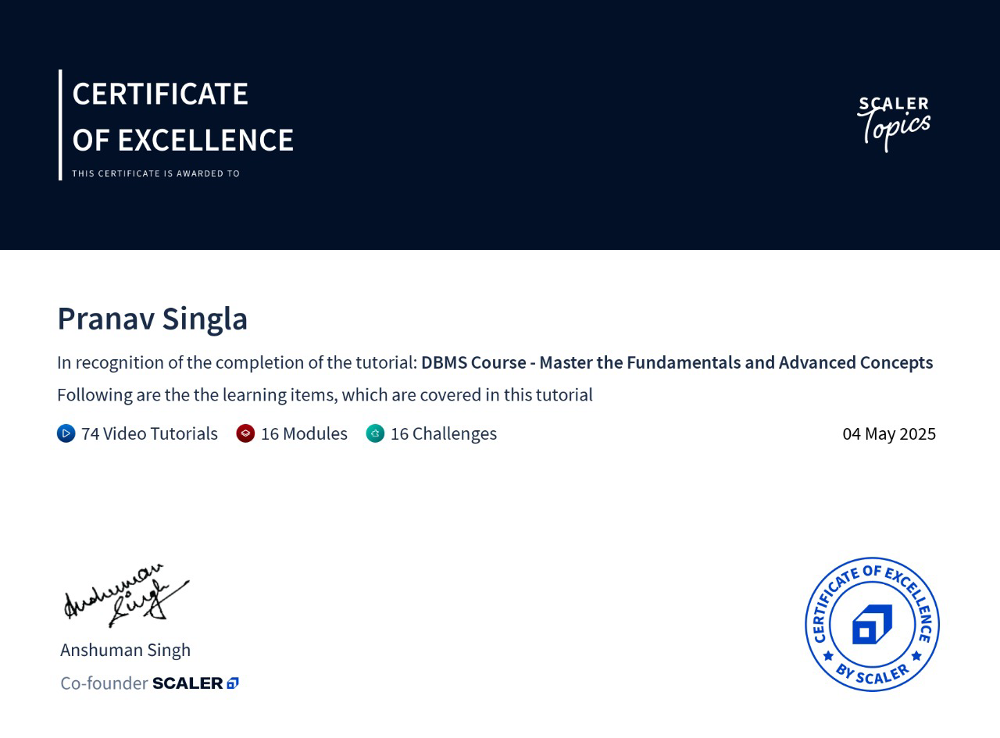 CERTIFICATE
OF EXCELLENCE
THIS CERTIFICATE IS AWARDED TO
SCALER
Topics
Pranav Singla
In recognition of the completion of the tutorial: DBMS Course - Master the Fundamentals and Advanced Concepts
Following are the the learning items, which are covered in this tutorial
74 Video Tutorials 16 Modules 16 Challenges 04 May 2025
Anshuman
Singh
Anshuman Singh
Co-founder SCALER
CERTIFICATE OF EXCELLENCE
BY SCALER